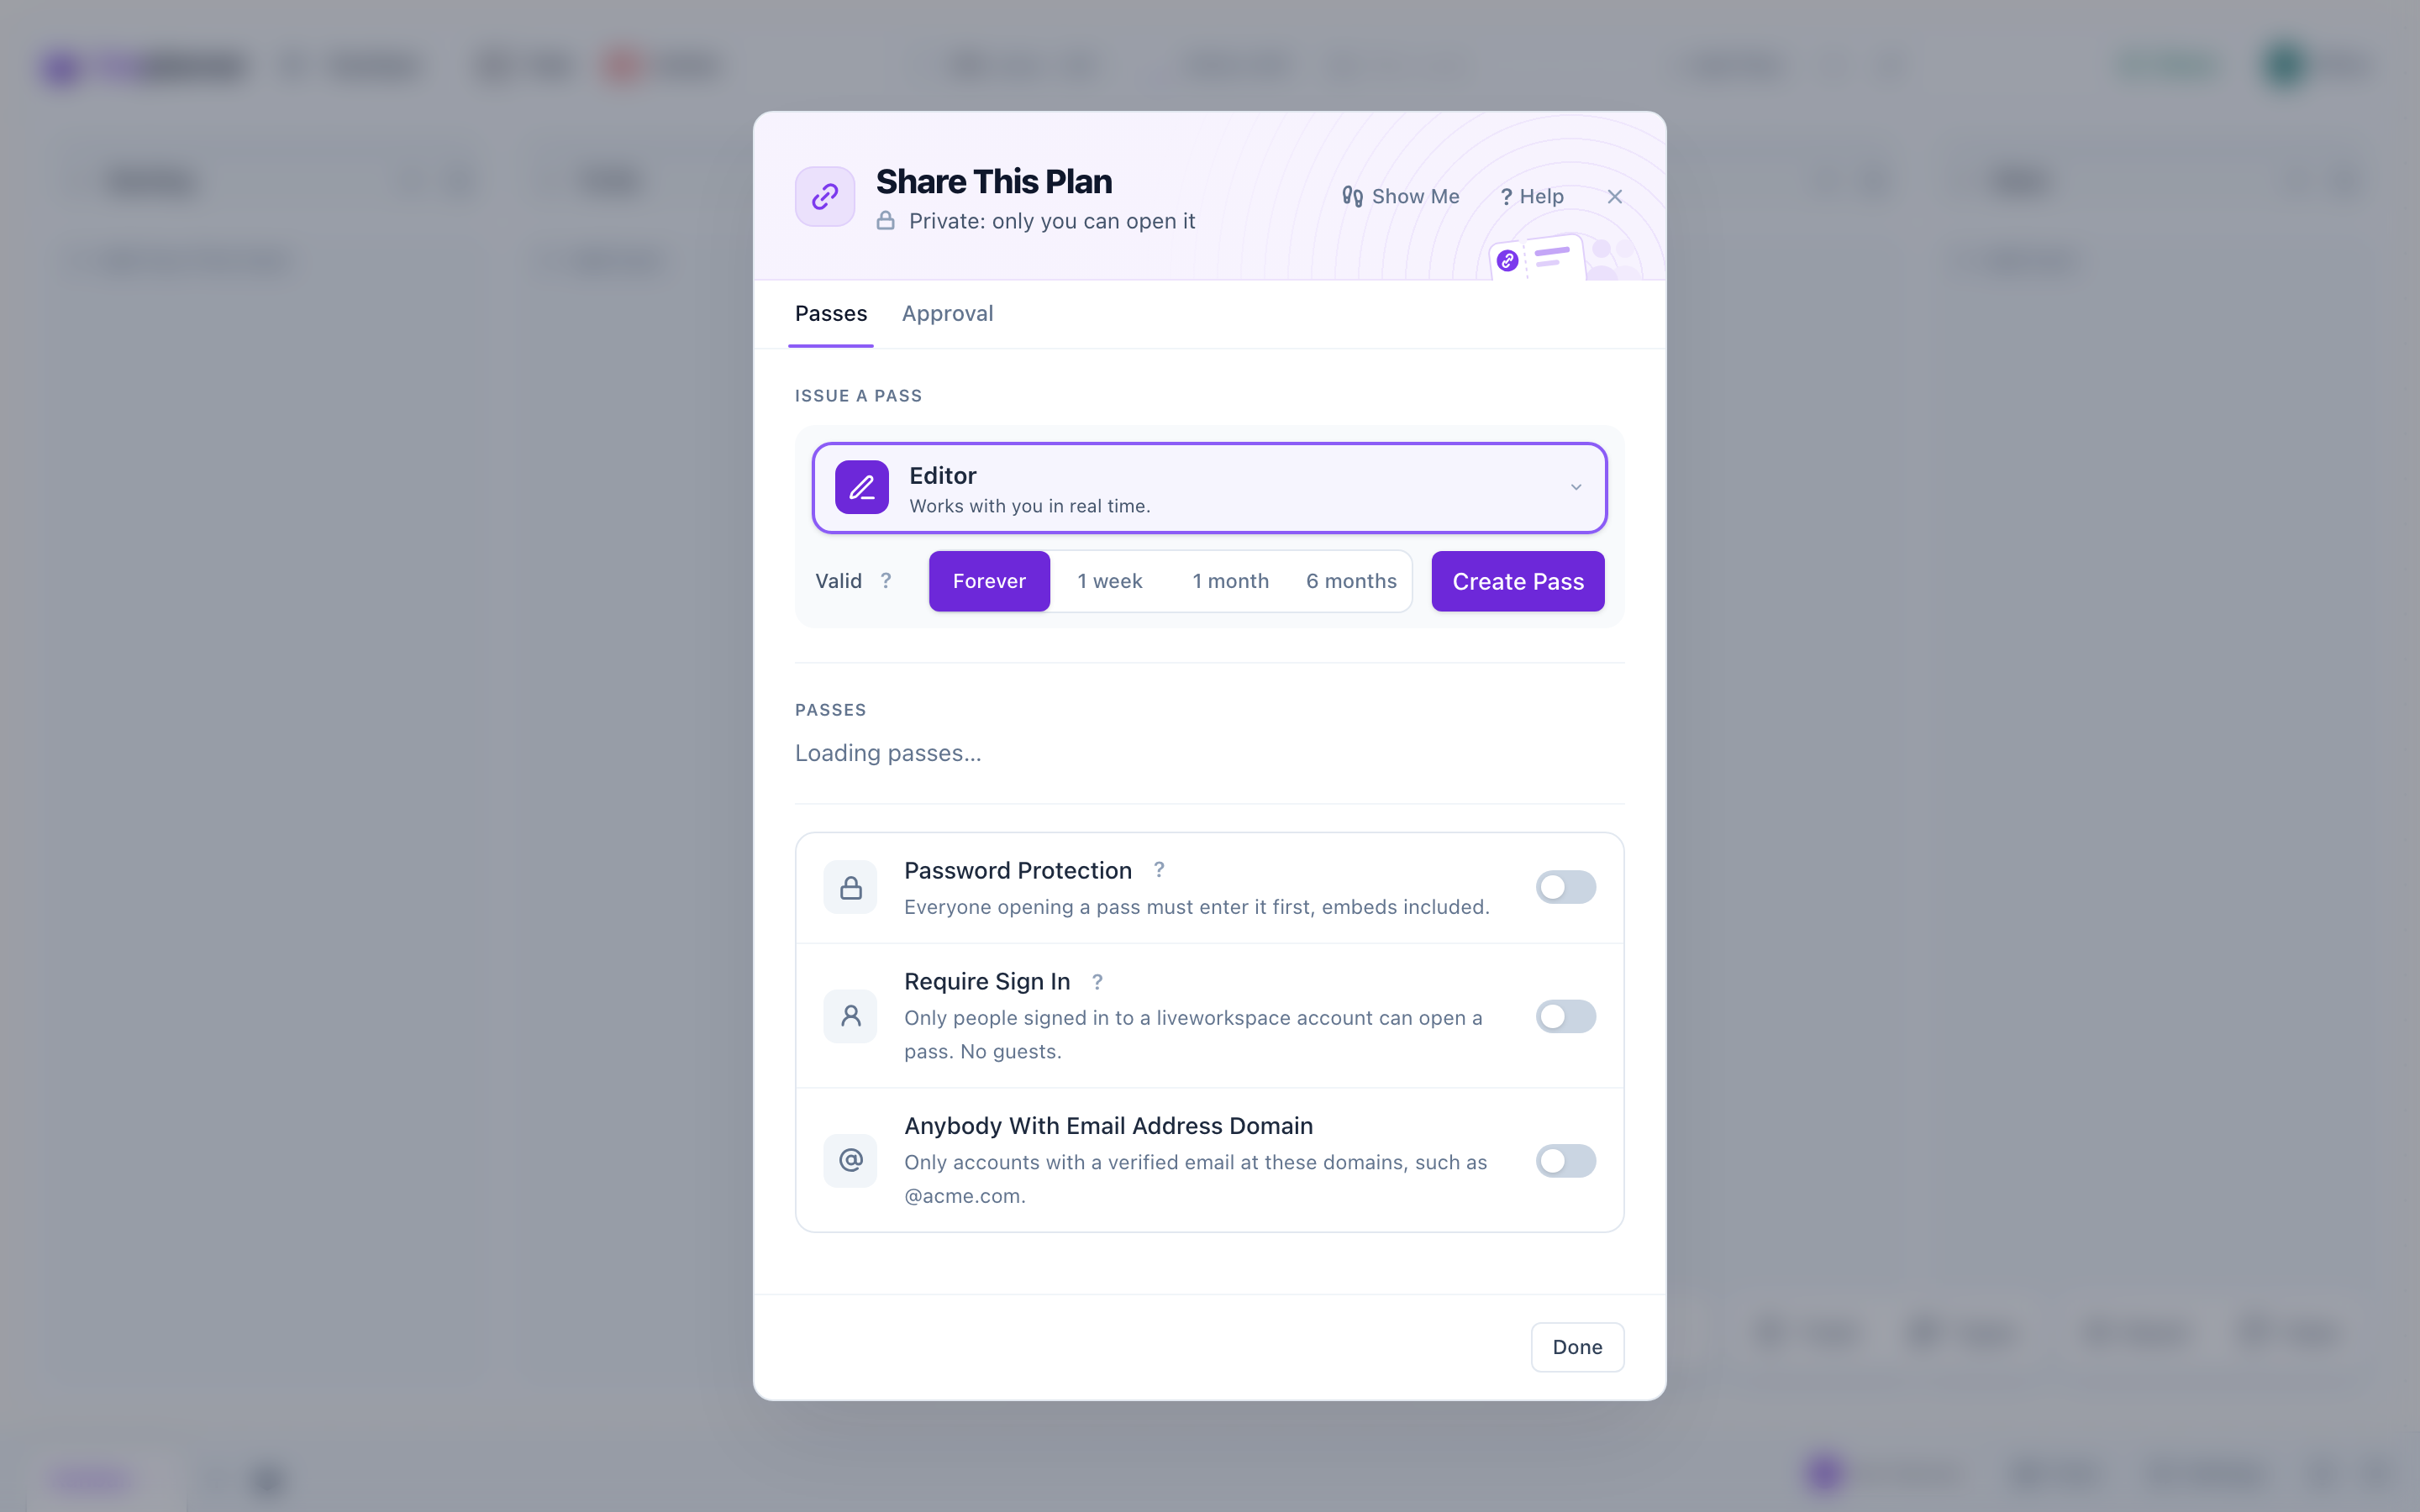 Share This Plan
Private: only you can open it
Show Me
? Help
Passes
Approval
ISSUE A PASS
Editor
Works with you in real time.
Valid ?
Forever
1 week
1 month
6 months
Create Pass
PASSES
Loading passes...
Password Protection ?
Everyone opening a pass must enter it first, embeds included.
Require Sign In ?
Only people signed in to a liveworkspace account can open a
pass. No guests.
Anybody With Email Address Domain
Only accounts with a verified email at these domains, such as
@acme.com.
Done